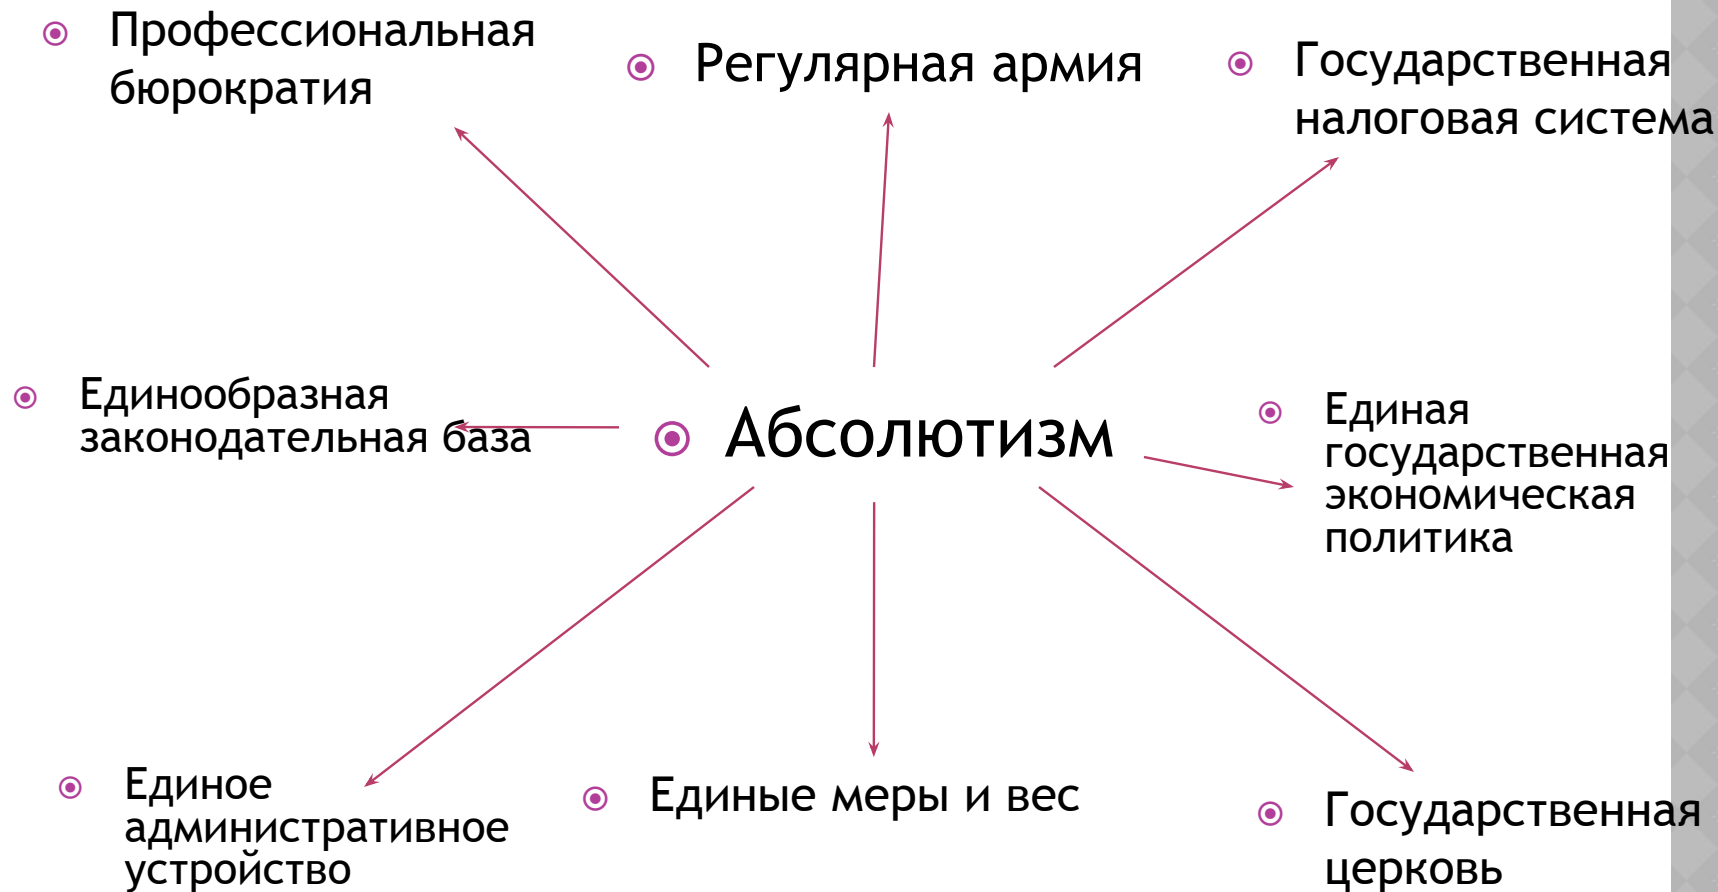 Профессиональная
бюрократия
Регулярная армия
Государственная
налоговая система
Единообразная
законодательная база
Абсолютизм
Единая
государственная
экономическая
политика
Единое
административное
устройство
Единые меры и вес
Государственная
церковь